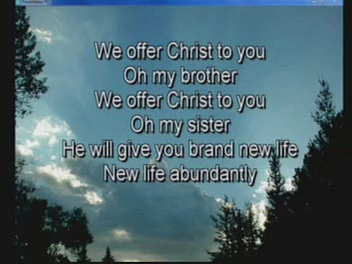 We offer Christ to you
Oh my brother
We offer Christ to you
Oh my sister
He will give you brand new life
New life abundantly